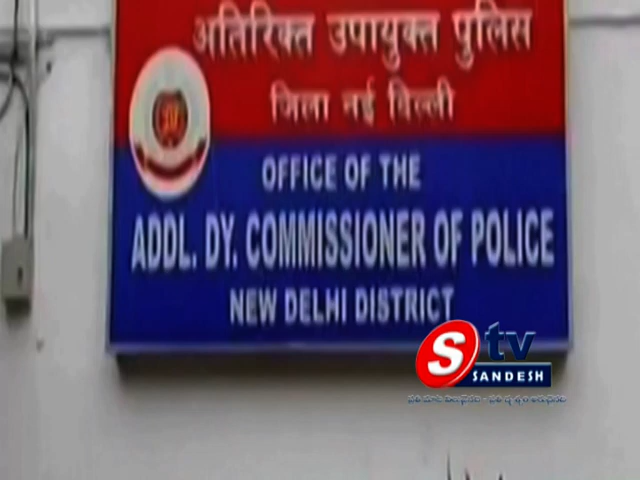 अतिरिक्त उपायुक्त पुलिस
जिला नई दिल्ली
OFFICE OF THE
ADDL. DY. COMMISSIONER OF POLICE
NEW DELHI DISTRICT
S tv
SANDESH